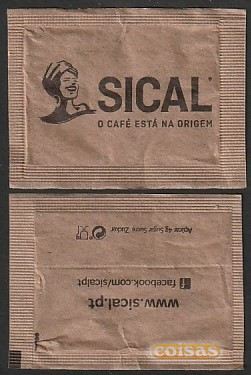 SICAL®
O CAFÉ ESTÁ NA ORIGEM
www.sical.pt
facebook.com/sicalpt
Açúcar 4g Sugar Sucre Zucker
coisas